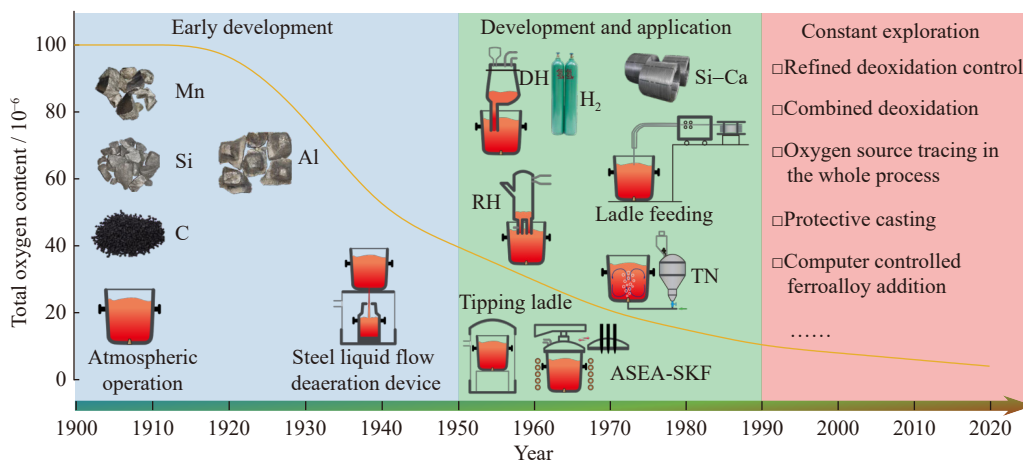 Early development
Development and application
Constant exploration
Total oxygen content / 10⁻⁶
100
80
60
40
20
0
Mn
Si
Al
C
Atmospheric
operation
Steel liquid flow
deaeration device
DH
H₂
Si–Ca
RH
Ladle feeding
TN
Tipping ladle
ASEA-SKF
□Refined deoxidation control
□Combined deoxidation
□Oxygen source tracing in
the whole process
□Protective casting
□Computer controlled
ferroalloy addition
……
1900 1910 1920 1930 1940 1950 1960 1970 1980 1990 2000 2010 2020
Year